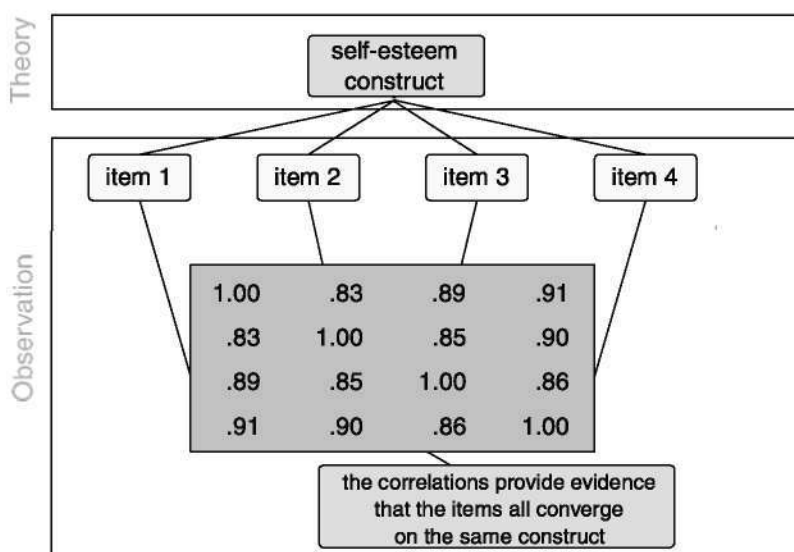 Theory
self-esteem
construct
Observation
item 1 item 2 item 3 item 4
1.00 .83 .89 .91
.83 1.00 .85 .90
.89 .85 1.00 .86
.91 .90 .86 1.00
the correlations provide evidence
that the items all converge
on the same construct